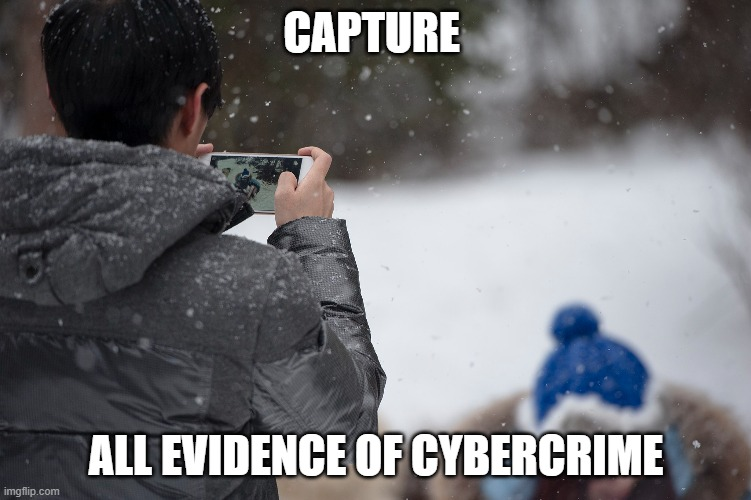 CAPTURE
ALL EVIDENCE OF CYBERCRIME
imgflip.com